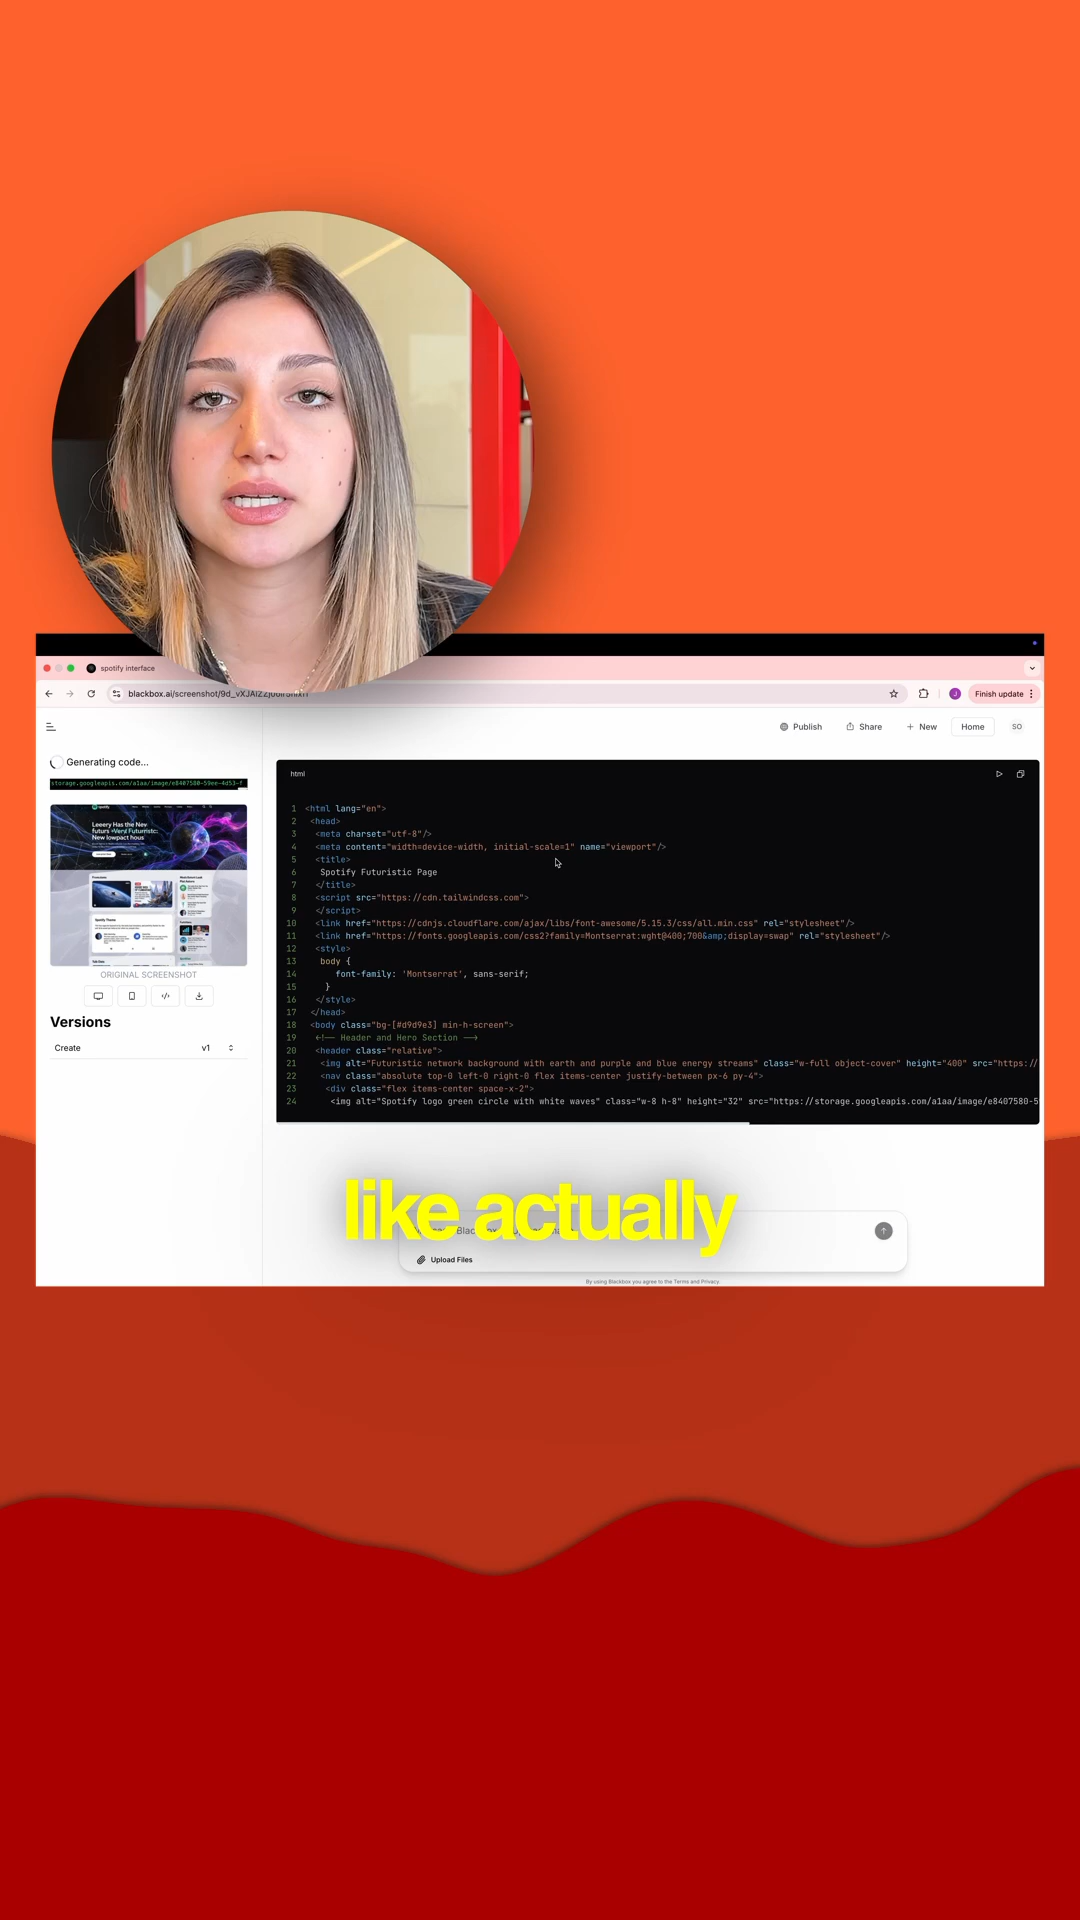 spotify interface
Finish update
Publish
Share
New
Home
SO
Generating code...
storage.googleapis.com/a1aa/image/e8407580-59ee-4d53-f
ORIGINAL SCREENSHOT
Versions
Create
v1
html
1 <html lang="en">
2 <head>
3 <meta charset="utf-8"/>
4 <meta content="width=device-width, initial-scale=1" name="viewport"/>
5 <title>
6 Spotify Futuristic Page
7 </title>
8 <script src="https://cdn.tailwindcss.com">
9 </script>
10 <link href="https://cdnjs.cloudflare.com/ajax/libs/font-awesome/5.15.3/css/all.min.css" rel="stylesheet"/>
11 <link href="https://fonts.googleapis.com/css2?family=Montserrat:wght@400;700&amp;display=swap" rel="stylesheet"/>
12 <style>
13 body {
14 font-family: 'Montserrat', sans-serif;
15 }
16 </style>
17 </head>
18 <body class="bg-[#d9d9e3] min-h-screen">
19 <!-- Header and Hero Section -->
20 <header class="relative">
21 <img alt="Futuristic network background with earth and purple and blue energy streams" class="w-full object-cover" height="400" src="https://
22 <nav class="absolute top-0 left-0 right-0 flex items-center justify-between px-6 py-4">
23 <div class="flex items-center space-x-2">
24 <img alt="Spotify logo green circle with white waves" class="w-8 h-8" height="32" src="https://storage.googleapis.com/a1aa/image/e8407580-5
like actually
Upload Files
By using Blackbox you agree to the Terms and Privacy.